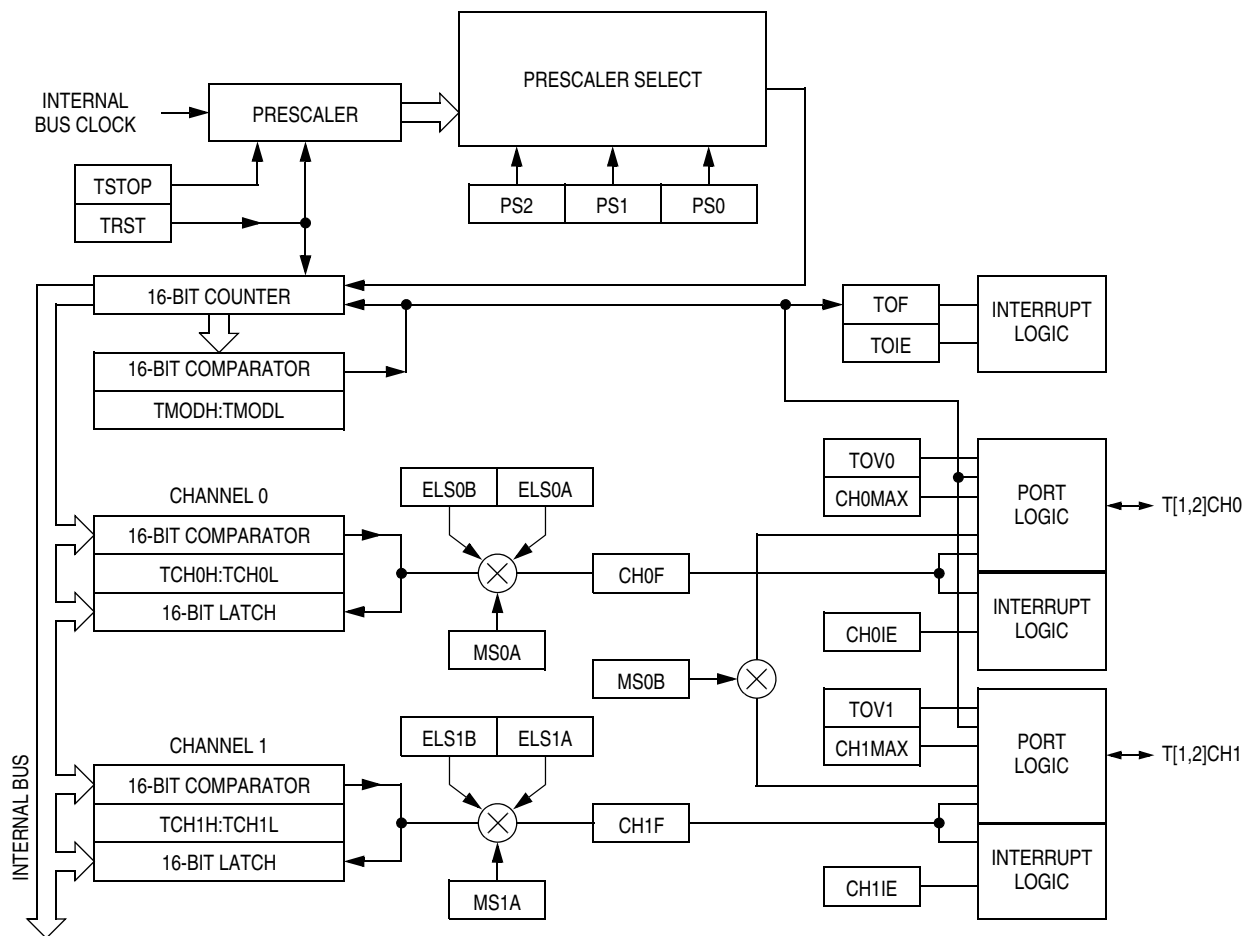 PRESCALER SELECT
INTERNAL
BUS CLOCK
PRESCALER
TSTOP
TRST
PS2
PS1
PS0
16-BIT COUNTER
TOF
TOIE
INTERRUPT
LOGIC
16-BIT COMPARATOR
TMODH:TMODL
CHANNEL 0
ELS0B
ELS0A
TOV0
CH0MAX
PORT
LOGIC
T[1,2]CH0
16-BIT COMPARATOR
TCH0H:TCH0L
16-BIT LATCH
CH0F
MS0A
CH0IE
INTERRUPT
LOGIC
MS0B
CHANNEL 1
ELS1B
ELS1A
TOV1
CH1MAX
PORT
LOGIC
T[1,2]CH1
16-BIT COMPARATOR
TCH1H:TCH1L
16-BIT LATCH
CH1F
MS1A
CH1IE
INTERRUPT
LOGIC
INTERNAL BUS